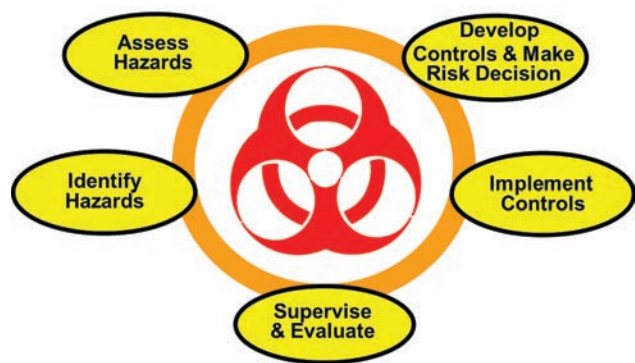 Assess
Hazards
Develop
Controls & Make
Risk Decision
Identify
Hazards
Implement
Controls
Supervise
& Evaluate